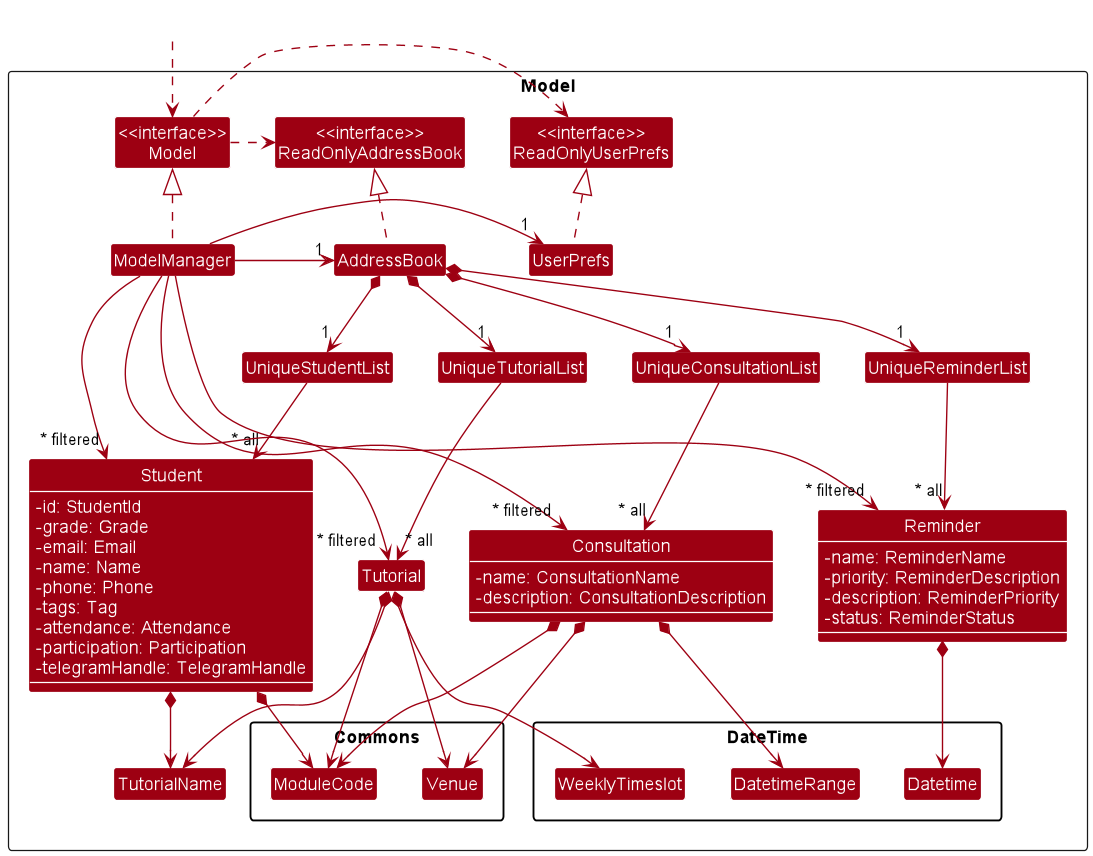 Model
<<interface>>
Model
<<interface>>
ReadOnlyAddressBook
<<interface>>
ReadOnlyUserPrefs
1
1
ModelManager
AddressBook
UserPrefs
1
1
1
1
UniqueStudentList
UniqueTutorialList
UniqueConsultationList
UniqueReminderList
* filtered
* all
Student
-id: StudentId
-grade: Grade
-email: Email
-name: Name
-phone: Phone
-tags: Tag
-attendance: Attendance
-participation: Participation
-telegramHandle: TelegramHandle
* filtered
* all
Tutorial
* filtered
* all
Consultation
-name: ConsultationName
-description: ConsultationDescription
* filtered
* all
Reminder
-name: ReminderName
-priority: ReminderDescription
-description: ReminderPriority
-status: ReminderStatus
Commons
DateTime
TutorialName
ModuleCode
Venue
WeeklyTimeslot
DatetimeRange
Datetime